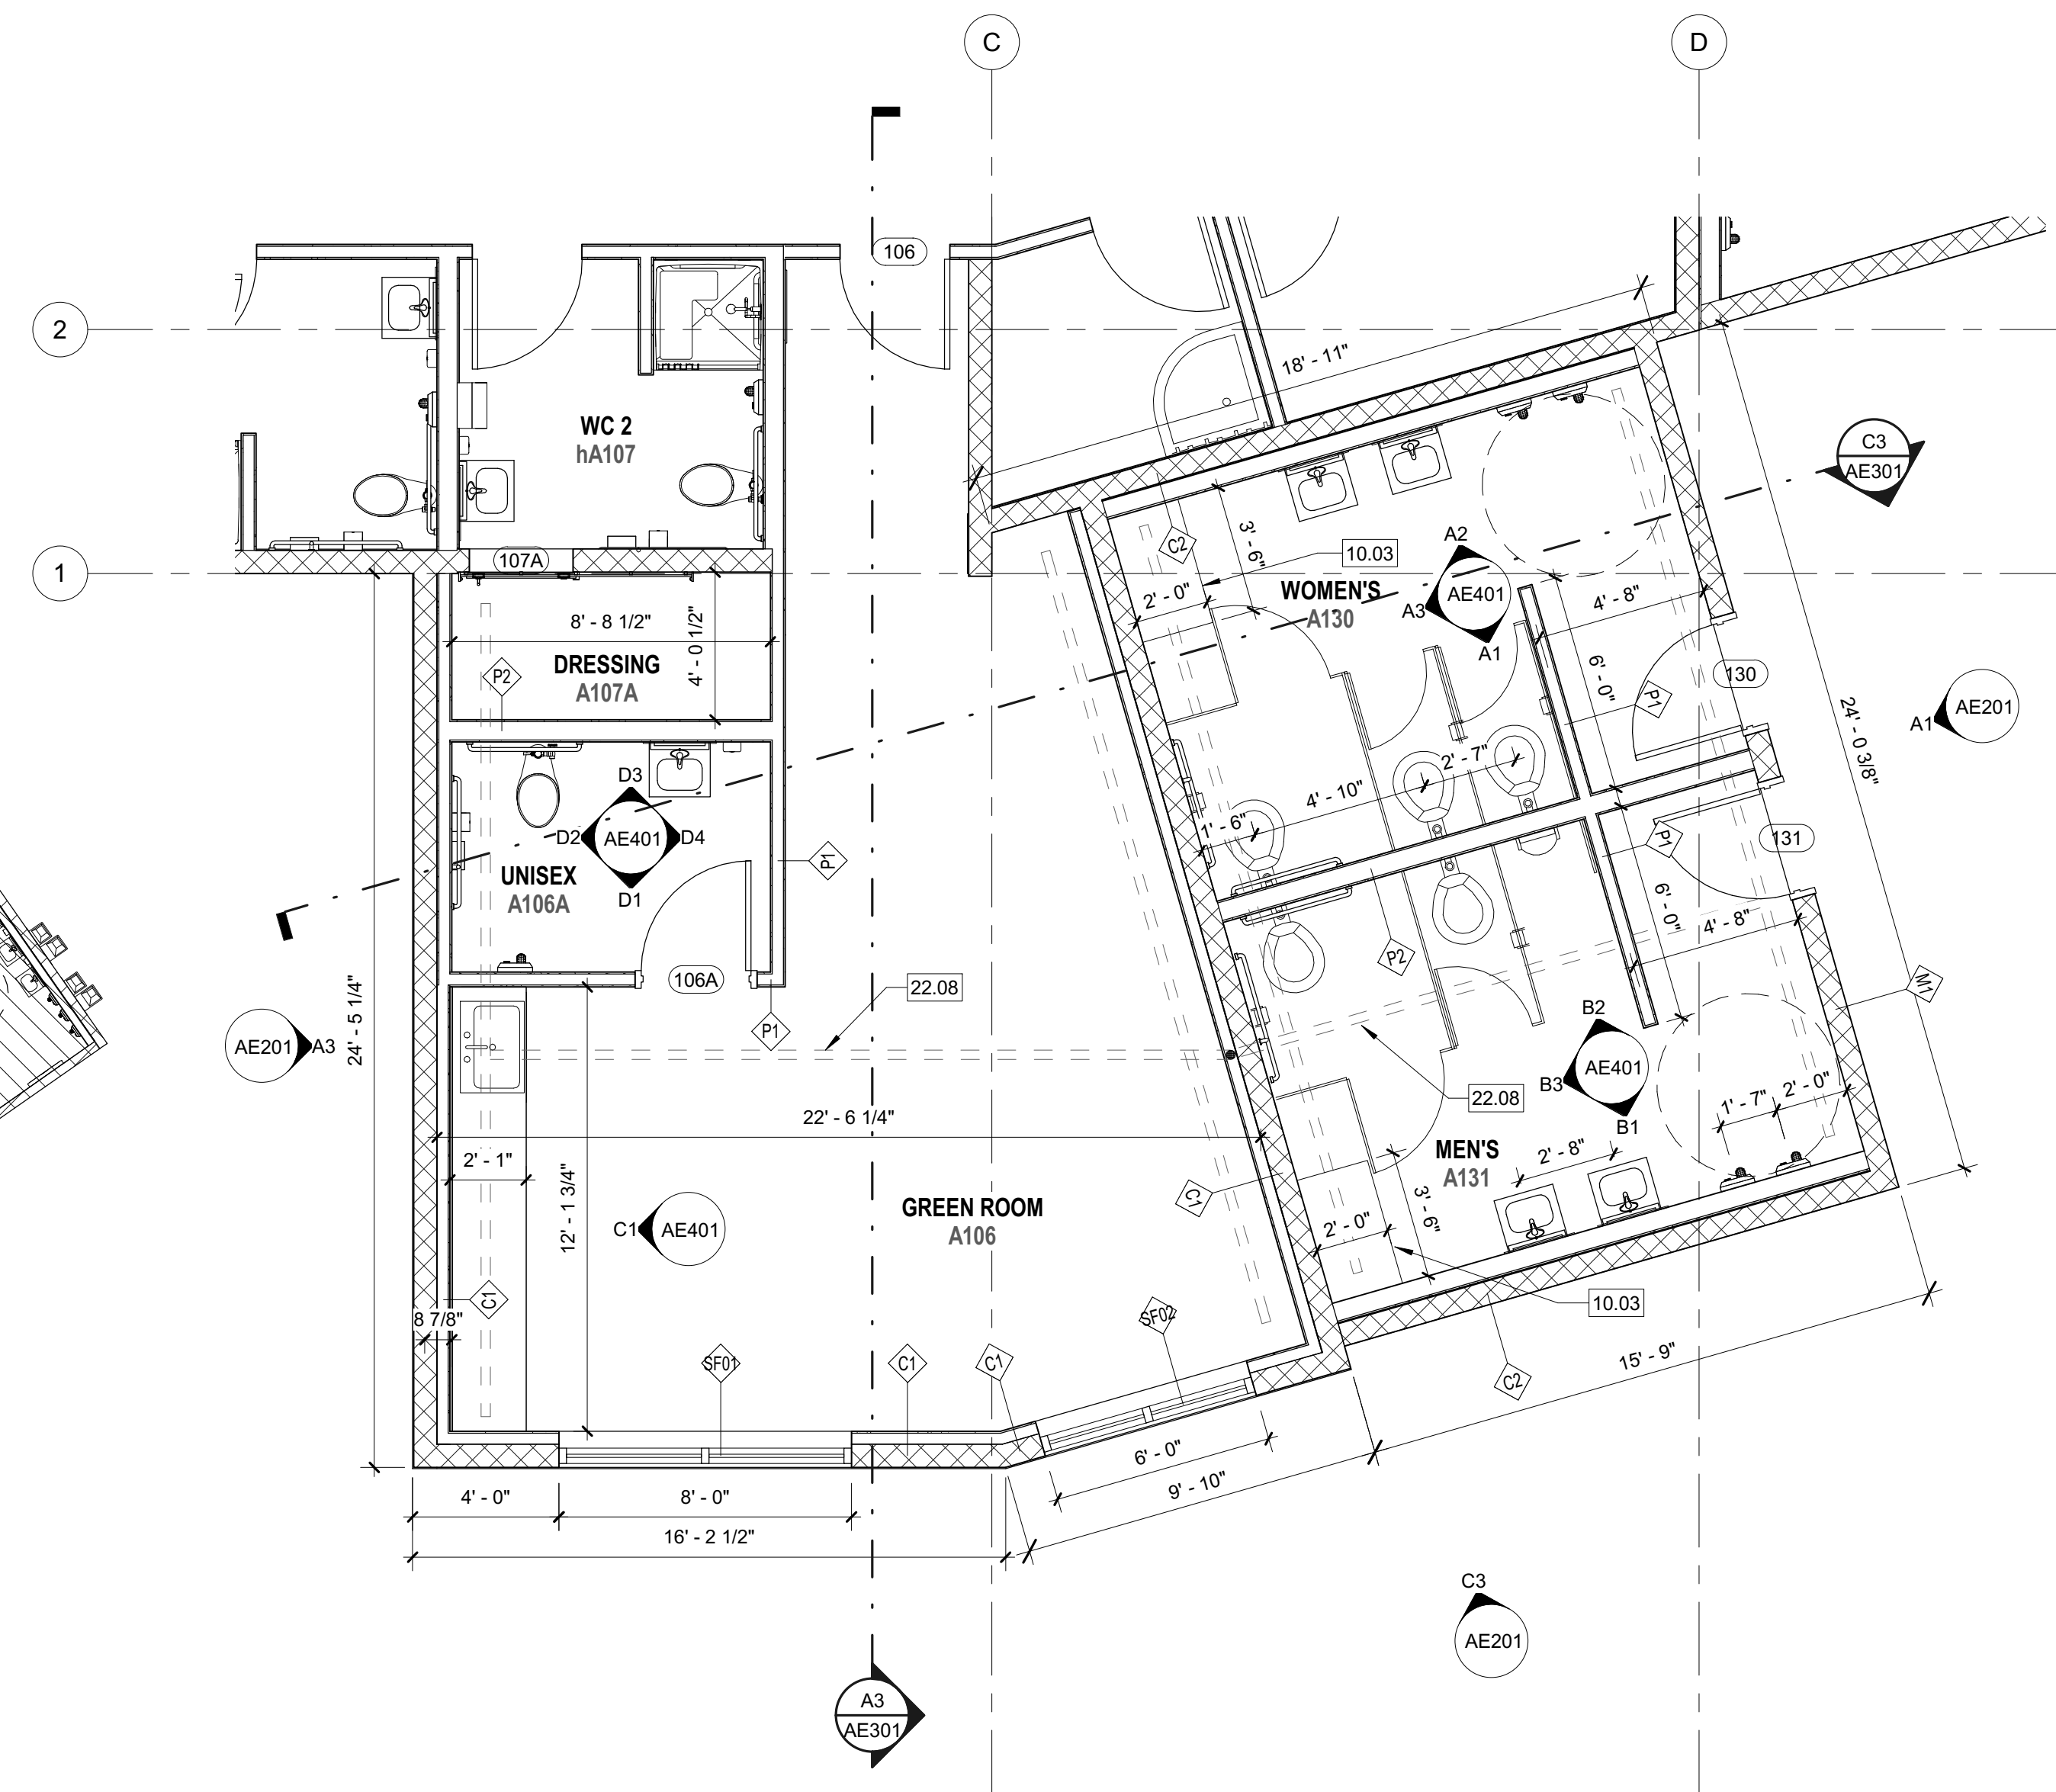 C
D
106
2
18' - 11"
C3
AE301
WC 2
hA107
1
107A
C2
3' - 6"
10.03
A2
AE401
A3
A1
WOMEN'S
A130
2' - 0"
4' - 8"
8' - 8 1/2"
4' - 0 1/2"
DRESSING
A107A
P2
6' - 0"
P1
130
24' - 0 3/8"
A1
AE201
2' - 7"
4' - 10"
1' - 6"
D3
D2
AE401
D4
D1
UNISEX
A106A
P1
P1
131
6' - 0"
4' - 8"
P2
106A
22.08
P1
M1
AE201
A3
24' - 5 1/4"
B2
AE401
B3
B1
22.08
1' - 7"
2' - 0"
22' - 6 1/4"
2' - 1"
12' - 1 3/4"
MEN'S
A131
2' - 8"
C1
3' - 6"
2' - 0"
GREEN ROOM
A106
C1
AE401
C1
8 7/8"
10.03
SF02
SF01
C1
C1
C2
15' - 9"
6' - 0"
9' - 10"
4' - 0"
8' - 0"
16' - 2 1/2"
C3
AE201
A3
AE301